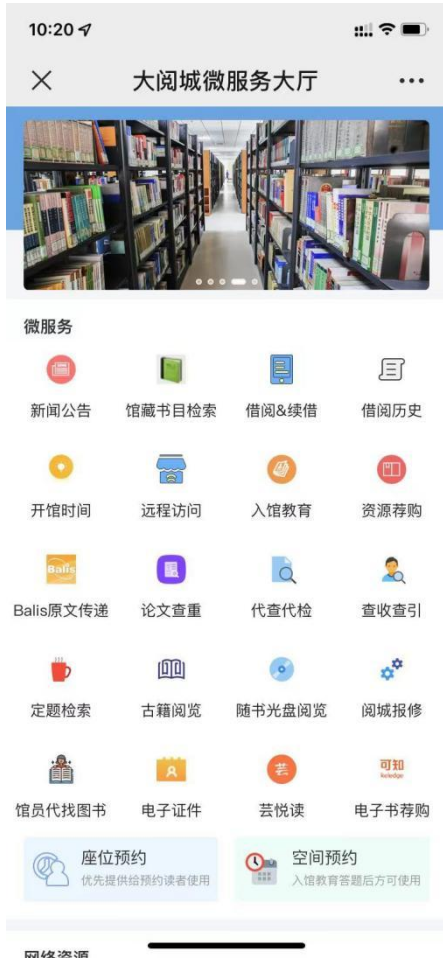 10:20
大阅城微服务大厅
微服务
新闻公告 馆藏书目检索 借阅&续借 借阅历史
开馆时间 远程访问 入馆教育 资源荐购
Balis
Balis原文传递 论文查重 代查代检 查收查引
定题检索 古籍阅览 随书光盘阅览 阅城报修
芸 可知
keledge
馆员代找图书 电子证件 芸悦读 电子书荐购
座位预约 空间预约
优先提供给预约读者使用 入馆教育答题后方可使用
网络资源